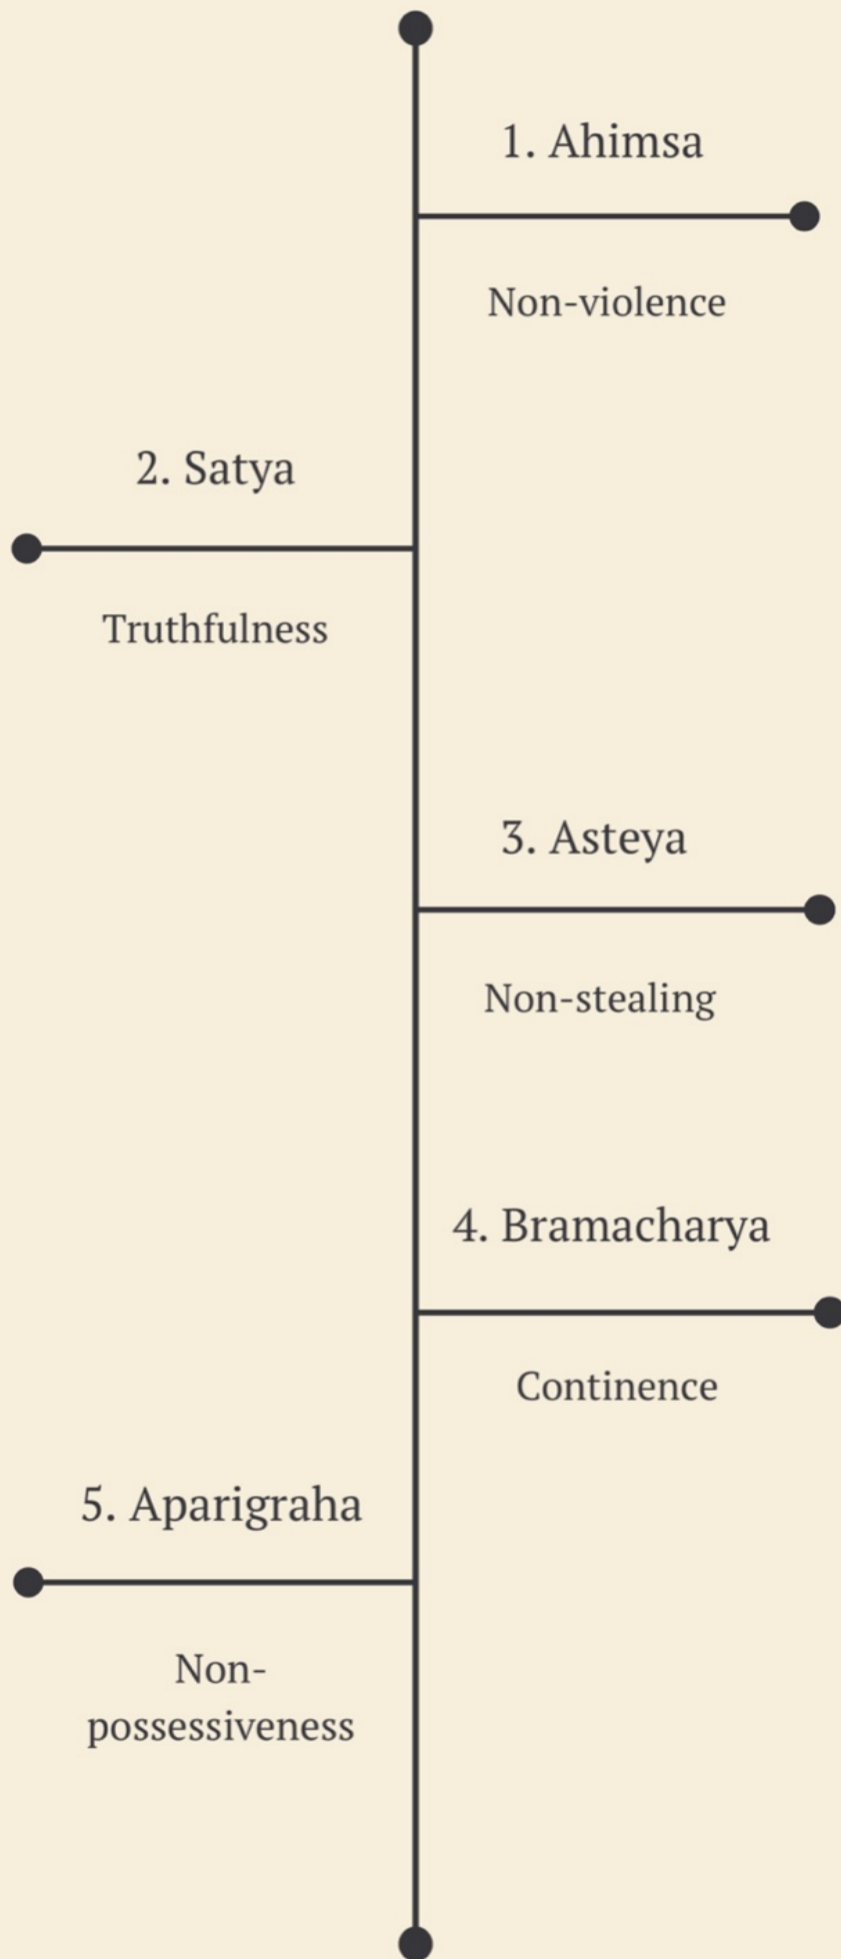 1. Ahimsa
Non-violence
2. Satya
Truthfulness
3. Asteya
Non-stealing
4. Bramacharya
Continence
5. Aparigraha
Non-
possessiveness